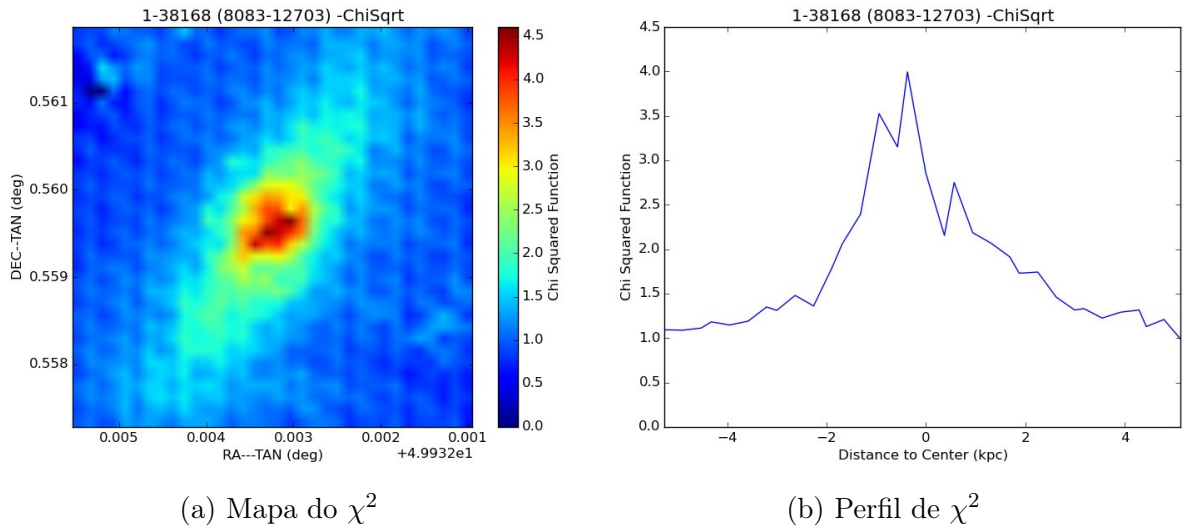 1-38168 (8083-12703) -ChiSqrt
DEC--TAN (deg)
0.561
0.560
0.559
0.558
0.005 0.004 0.003 0.002 0.001
RA---TAN (deg) +4.9932e1
4.5
4.0
3.5
3.0
2.5
2.0
1.5
1.0
0.5
0.0
Chi Squared Function
(a) Mapa do χ²
1-38168 (8083-12703) -ChiSqrt
Chi Squared Function
4.5
4.0
3.5
3.0
2.5
2.0
1.5
1.0
0.5
0.0
−4 −2 0 2 4
Distance to Center (kpc)
(b) Perfil de χ²